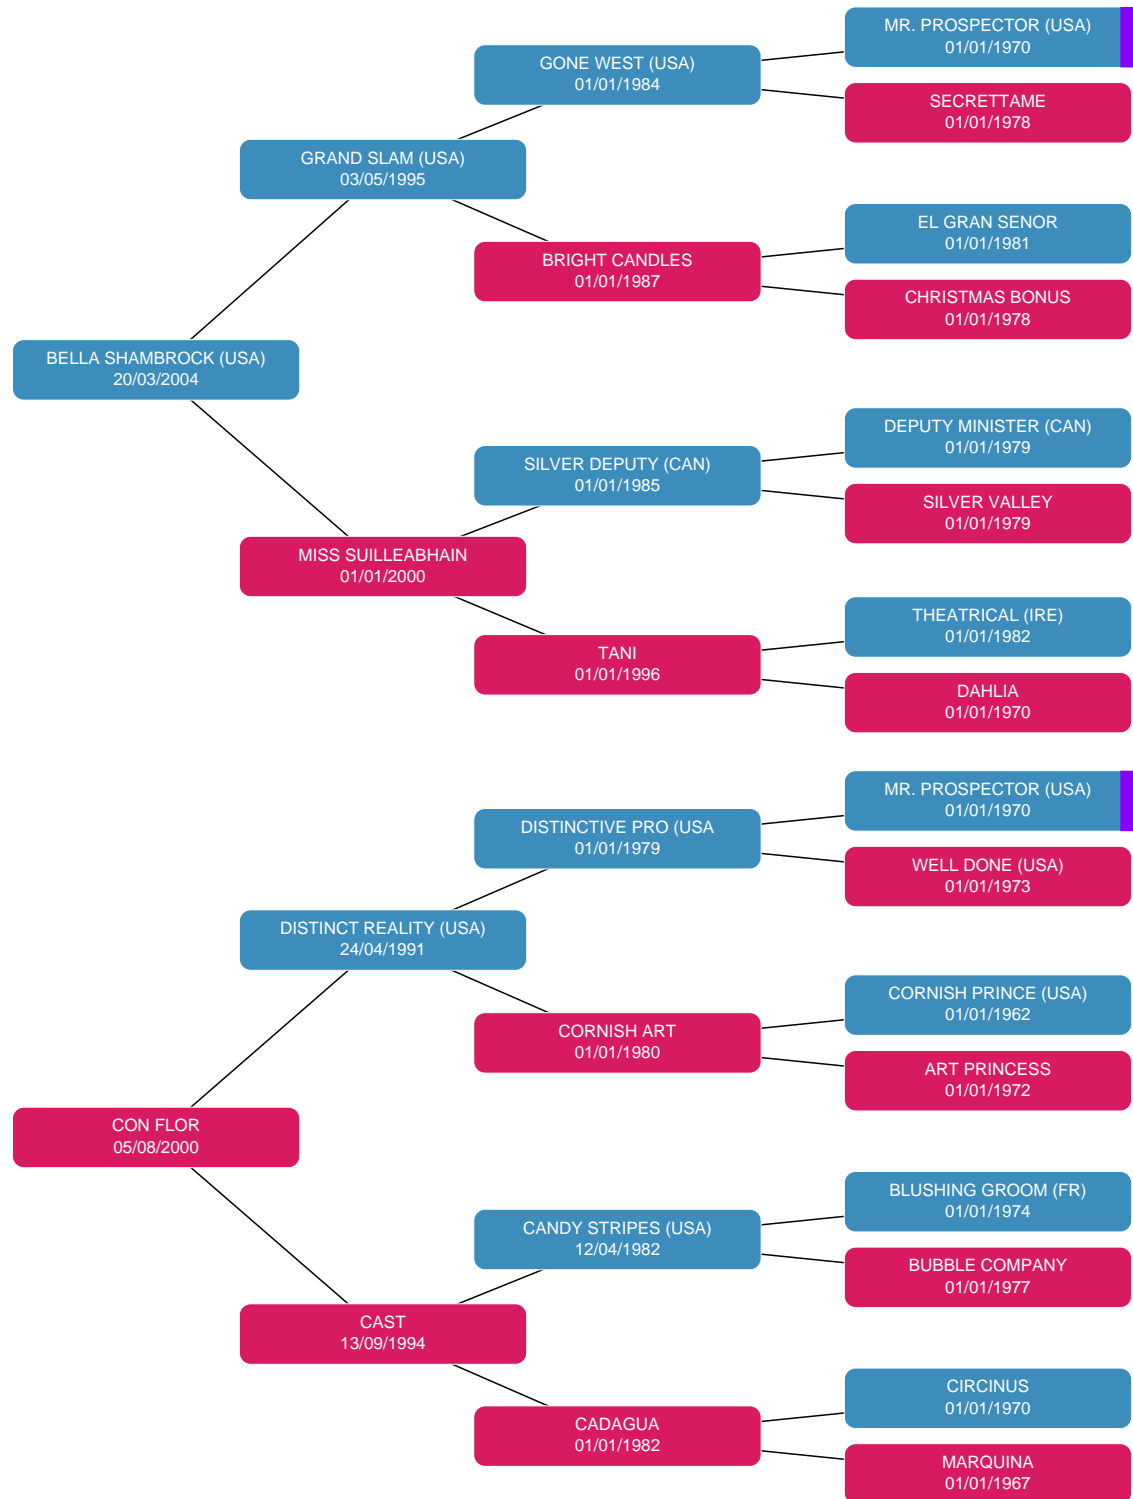 MR. PROSPECTOR (USA)
01/01/1970
GONE WEST (USA)
01/01/1984
SECRETTAME
01/01/1978
GRAND SLAM (USA)
03/05/1995
EL GRAN SENOR
01/01/1981
BRIGHT CANDLES
01/01/1987
CHRISTMAS BONUS
01/01/1978
BELLA SHAMBROCK (USA)
20/03/2004
DEPUTY MINISTER (CAN)
01/01/1979
SILVER DEPUTY (CAN)
01/01/1985
SILVER VALLEY
01/01/1979
MISS SUILLEABHAIN
01/01/2000
THEATRICAL (IRE)
01/01/1982
TANI
01/01/1996
DAHLIA
01/01/1970
MR. PROSPECTOR (USA)
01/01/1970
DISTINCTIVE PRO (USA
01/01/1979
WELL DONE (USA)
01/01/1973
DISTINCT REALITY (USA)
24/04/1991
CORNISH PRINCE (USA)
01/01/1962
CORNISH ART
01/01/1980
ART PRINCESS
01/01/1972
CON FLOR
05/08/2000
BLUSHING GROOM (FR)
01/01/1974
CANDY STRIPES (USA)
12/04/1982
BUBBLE COMPANY
01/01/1977
CAST
13/09/1994
CIRCINUS
01/01/1970
CADAGUA
01/01/1982
MARQUINA
01/01/1967